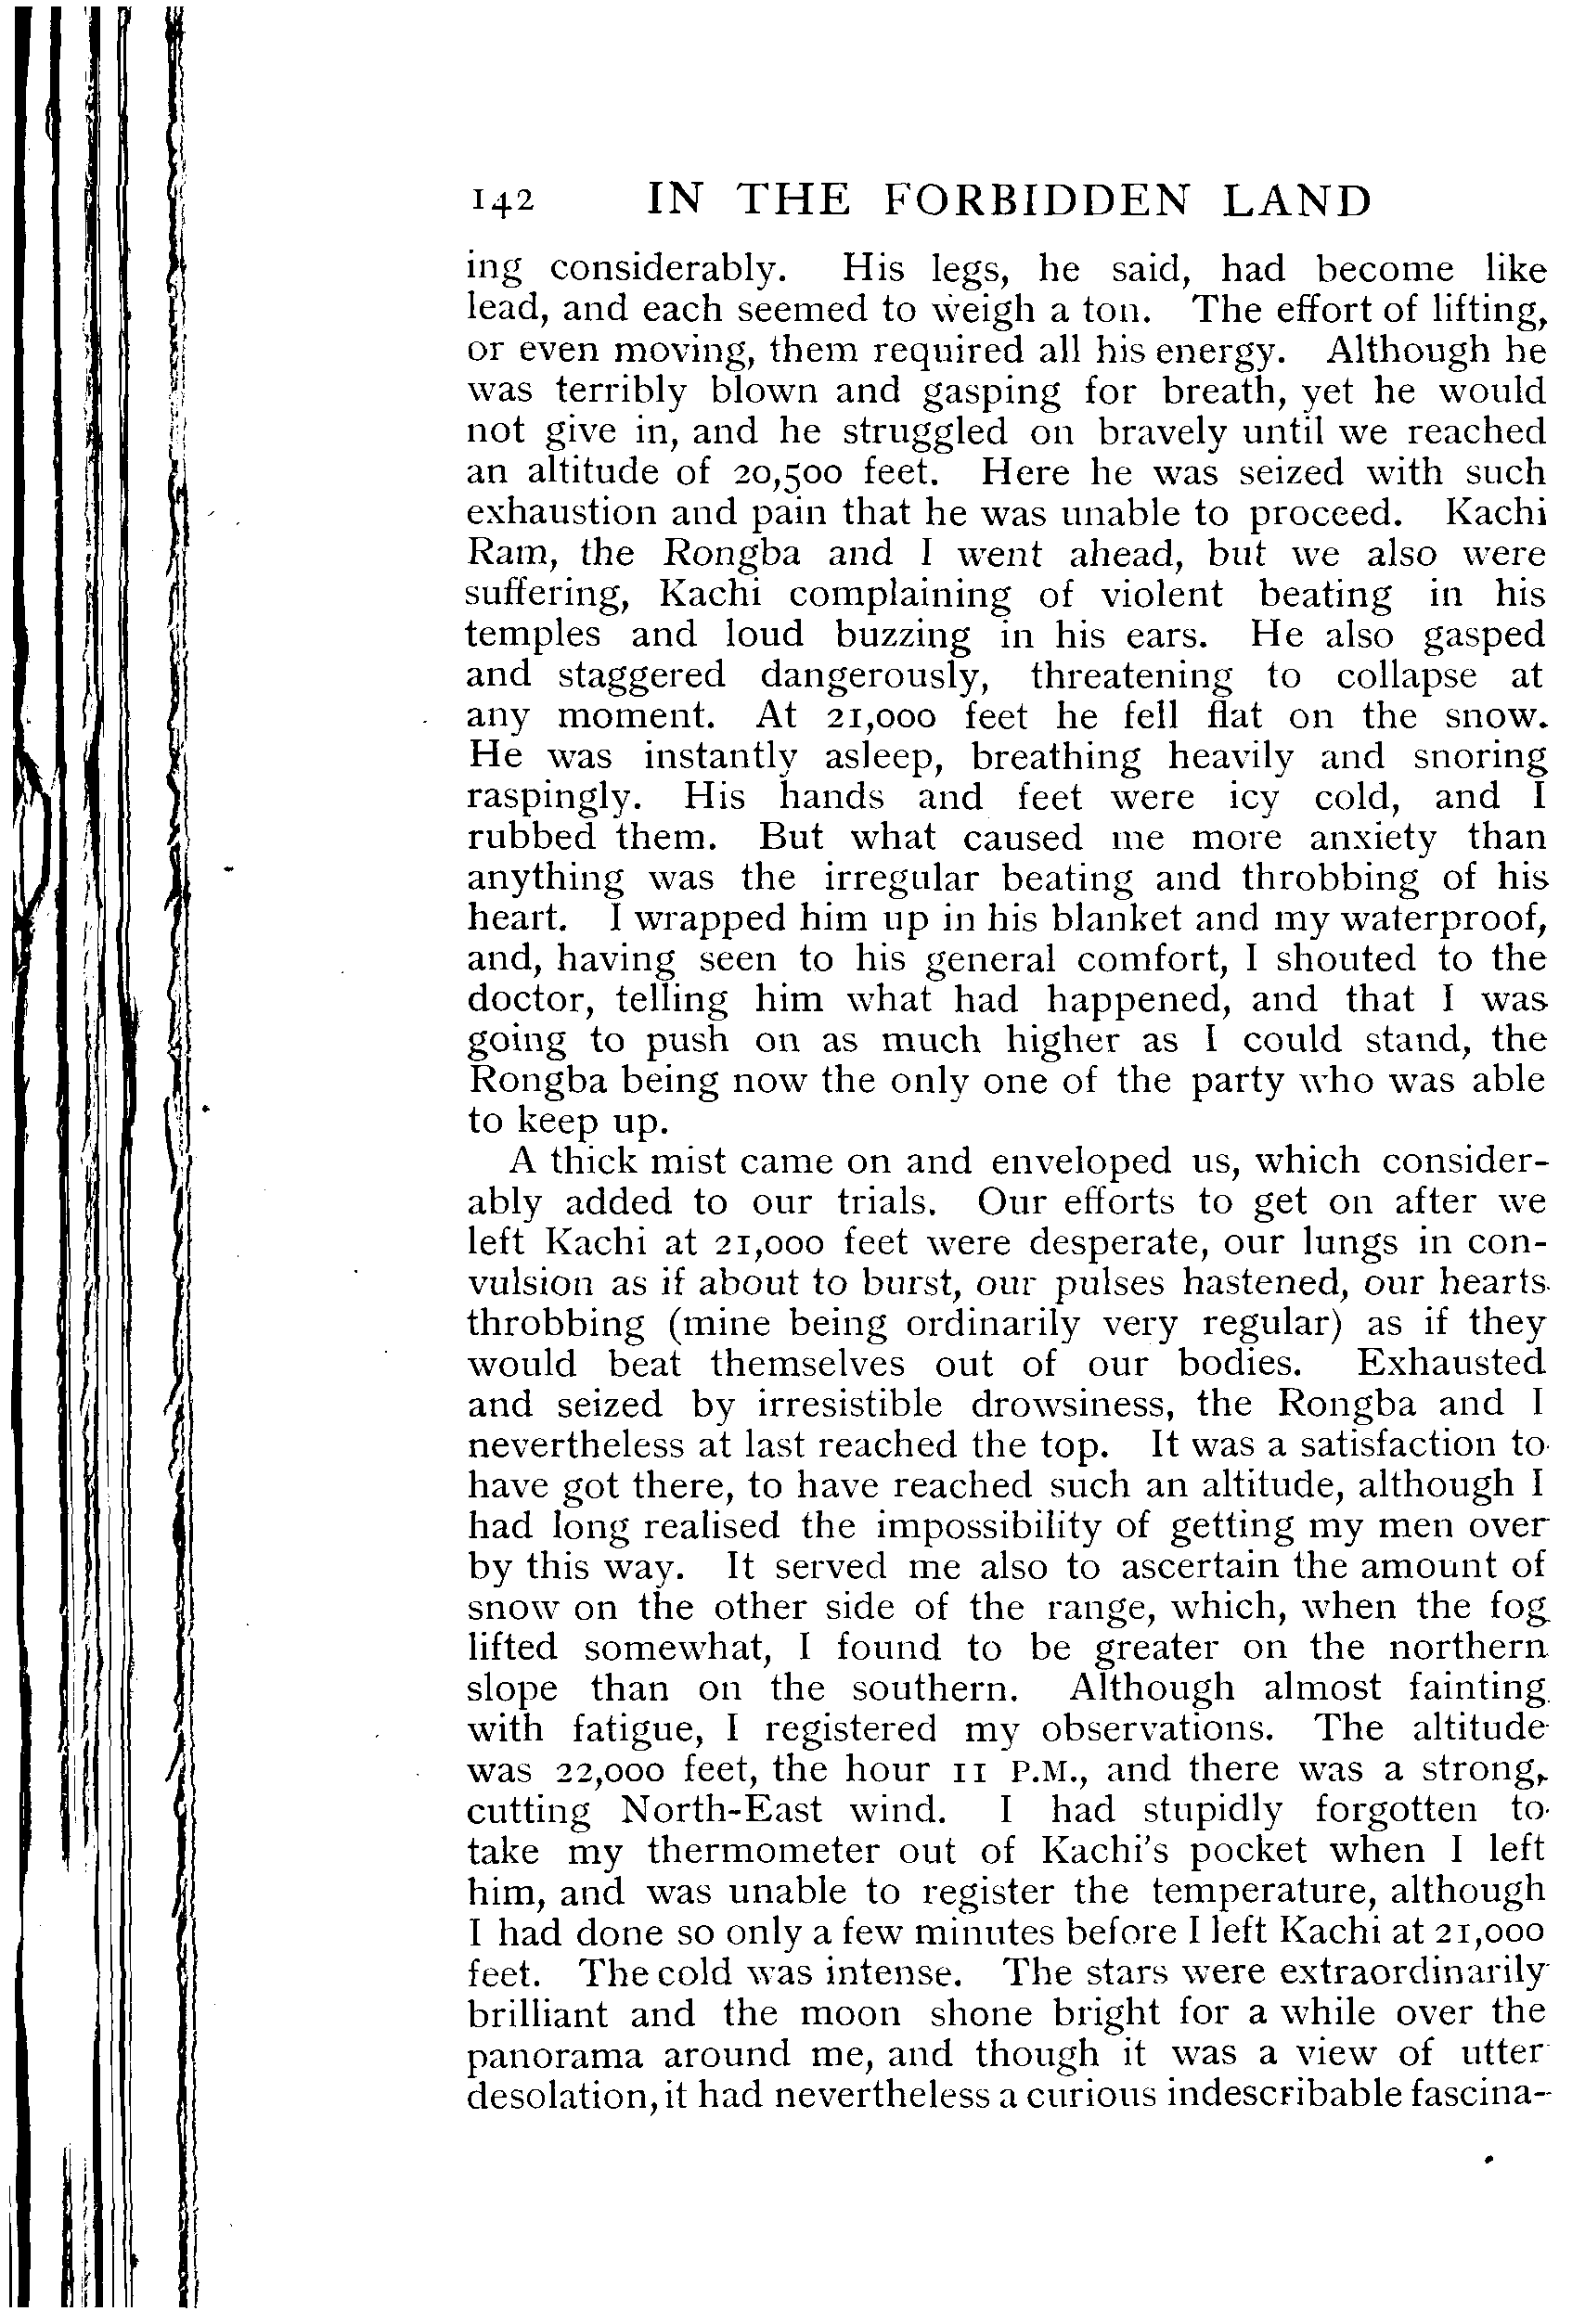 142 IN THE FORBIDDEN LAND
ing considerably. His legs, he said, had become like
lead, and each seemed to weigh a ton. The effort of lifting,
or even moving, them required all his energy. Although he
was terribly blown and gasping for breath, yet he would
not give in, and he struggled on bravely until we reached
an altitude of 20,500 feet. Here he was seized with such
exhaustion and pain that he was unable to proceed. Kachi
Ram, the Rongba and I went ahead, but we also were
suffering, Kachi complaining of violent beating in his
temples and loud buzzing in his ears. He also gasped
and staggered dangerously, threatening to collapse at
any moment. At 21,000 feet he fell flat on the snow.
He was instantly asleep, breathing heavily and snoring
raspingly. His hands and feet were icy cold, and I
rubbed them. But what caused me more anxiety than
anything was the irregular beating and throbbing of his
heart. I wrapped him up in his blanket and my waterproof,
and, having seen to his general comfort, I shouted to the
doctor, telling him what had happened, and that I was
going to push on as much higher as I could stand, the
Rongba being now the only one of the party who was able
to keep up.
A thick mist came on and enveloped us, which consider-
ably added to our trials. Our efforts to get on after we
left Kachi at 21,000 feet were desperate, our lungs in con-
vulsion as if about to burst, our pulses hastened, our hearts
throbbing (mine being ordinarily very regular) as if they
would beat themselves out of our bodies. Exhausted
and seized by irresistible drowsiness, the Rongba and I
nevertheless at last reached the top. It was a satisfaction to
have got there, to have reached such an altitude, although I
had long realised the impossibility of getting my men over
by this way. It served me also to ascertain the amount of
snow on the other side of the range, which, when the fog
lifted somewhat, I found to be greater on the northern
slope than on the southern. Although almost fainting
with fatigue, I registered my observations. The altitude
was 22,000 feet, the hour 11 P.M., and there was a strong,
cutting North-East wind. I had stupidly forgotten to
take my thermometer out of Kachi's pocket when I left
him, and was unable to register the temperature, although
I had done so only a few minutes before I left Kachi at 21,000
feet. The cold was intense. The stars were extraordinarily
brilliant and the moon shone bright for a while over the
panorama around me, and though it was a view of utter
desolation, it had nevertheless a curious indescribable fascina-